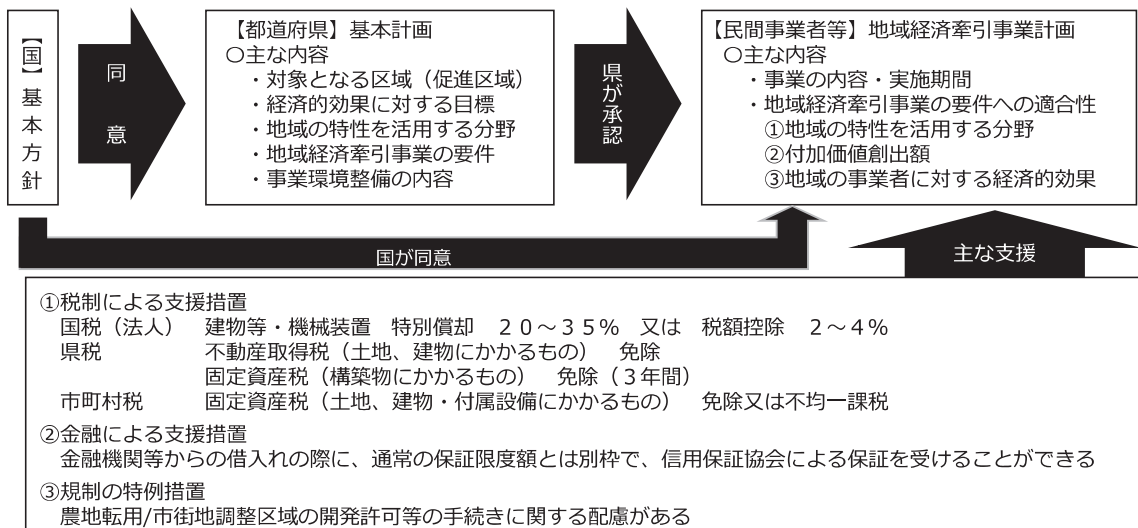 【国】基本方針
同意
【都道府県】基本計画
○主な内容
・対象となる区域（促進区域）
・経済的効果に対する目標
・地域の特性を活用する分野
・地域経済牽引事業の要件
・事業環境整備の内容
県が承認
【民間事業者等】地域経済牽引事業計画
○主な内容
・事業の内容・実施期間
・地域経済牽引事業の要件への適合性
①地域の特性を活用する分野
②付加価値創出額
③地域の事業者に対する経済的効果
国が同意
主な支援
①税制による支援措置
国税（法人）　建物等・機械装置　特別償却　２０～３５％　又は　税額控除　２～４％
県税　不動産取得税（土地、建物にかかるもの）　免除
固定資産税（構築物にかかるもの）　免除（３年間）
市町村税　固定資産税（土地、建物・付属設備にかかるもの）　免除又は不均一課税
②金融による支援措置
金融機関等からの借入れの際に、通常の保証限度額とは別枠で、信用保証協会による保証を受けることができる
③規制の特例措置
農地転用/市街地調整区域の開発許可等の手続きに関する配慮がある